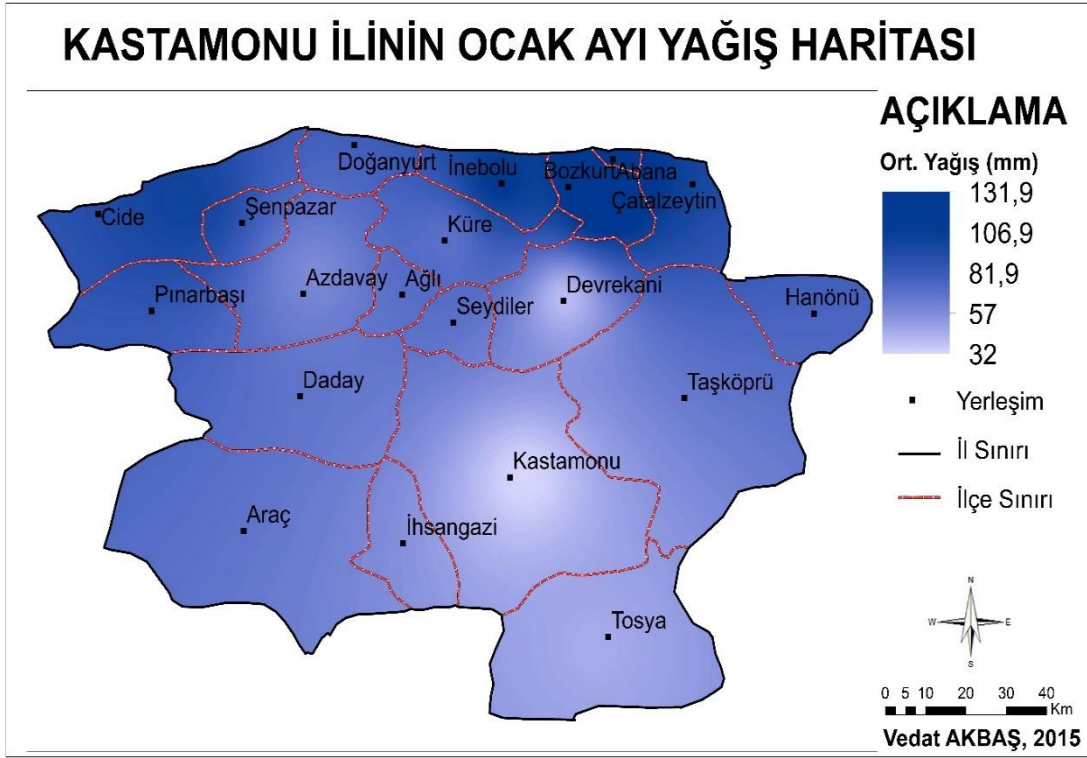 KASTAMONU İLİNİN OCAK AYI YAĞIŞ HARİTASI
AÇIKLAMA
Ort. Yağış (mm)
131,9
106,9
81,9
57
32
Yerleşim
İl Sınırı
İlçe Sınırı
Doğanyurt
İnebolu
Bozkurt
Abana
Çatalzeytin
Cide
Şenpazar
Küre
Azdavay
Ağlı
Devrekani
Pınarbaşı
Seydiler
Hanönü
Daday
Taşköprü
Kastamonu
Araç
İhsangazi
Tosya
N
W
E
S
0 5 10 20 30 40
Km
Vedat AKBAŞ, 2015